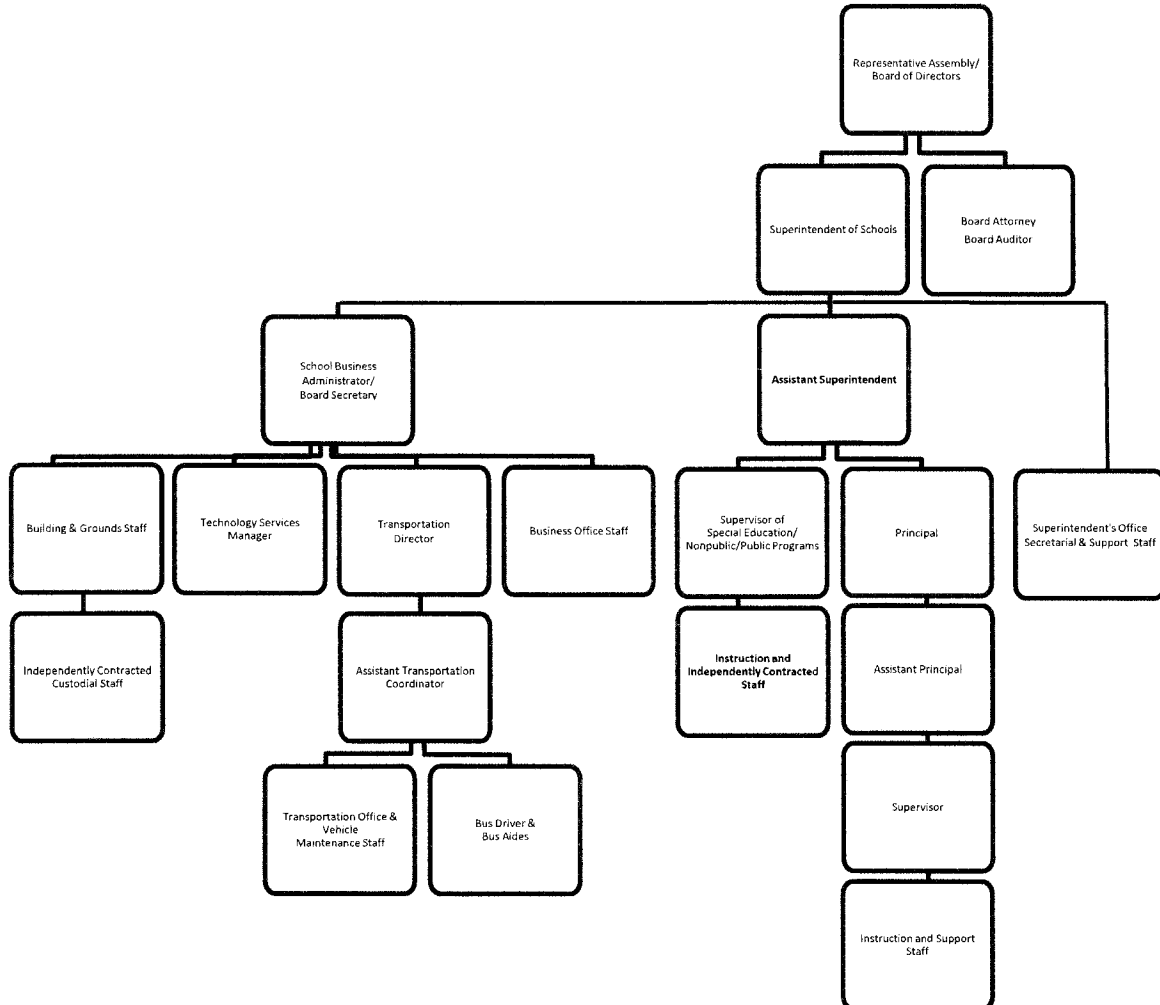 Representative Assembly/
Board of Directors
Superintendent of Schools
Board Attorney
Board Auditor
School Business
Administrator/
Board Secretary
Assistant Superintendent
Building & Grounds Staff
Technology Services
Manager
Transportation
Director
Business Office Staff
Supervisor of
Special Education/
Nonpublic/Public Programs
Principal
Superintendent's Office
Secretarial & Support Staff
Independently Contracted
Custodial Staff
Assistant Transportation
Coordinator
Instruction and
Independently Contracted
Staff
Assistant Principal
Transportation Office &
Vehicle
Maintenance Staff
Bus Driver &
Bus Aides
Supervisor
Instruction and Support
Staff